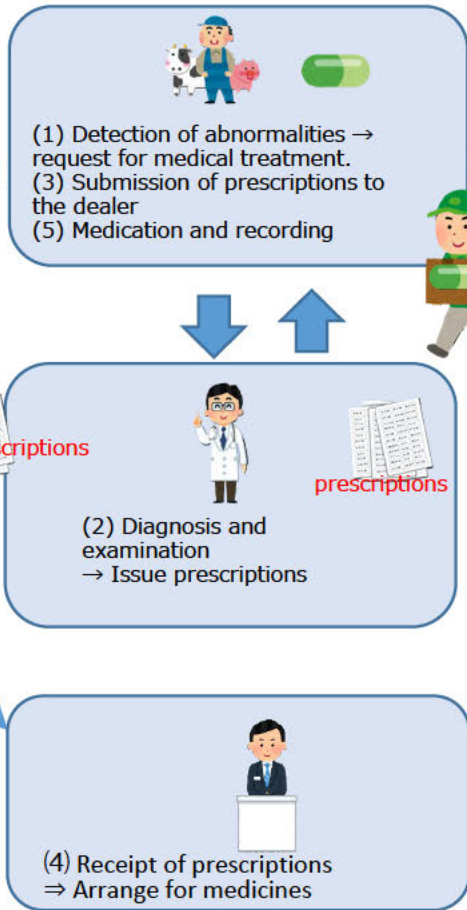 (1) Detection of abnormalities →
request for medical treatment.
(3) Submission of prescriptions to
the dealer
(5) Medication and recording
criptions
prescriptions
(2) Diagnosis and
examination
→ Issue prescriptions
(4) Receipt of prescriptions
⇒ Arrange for medicines